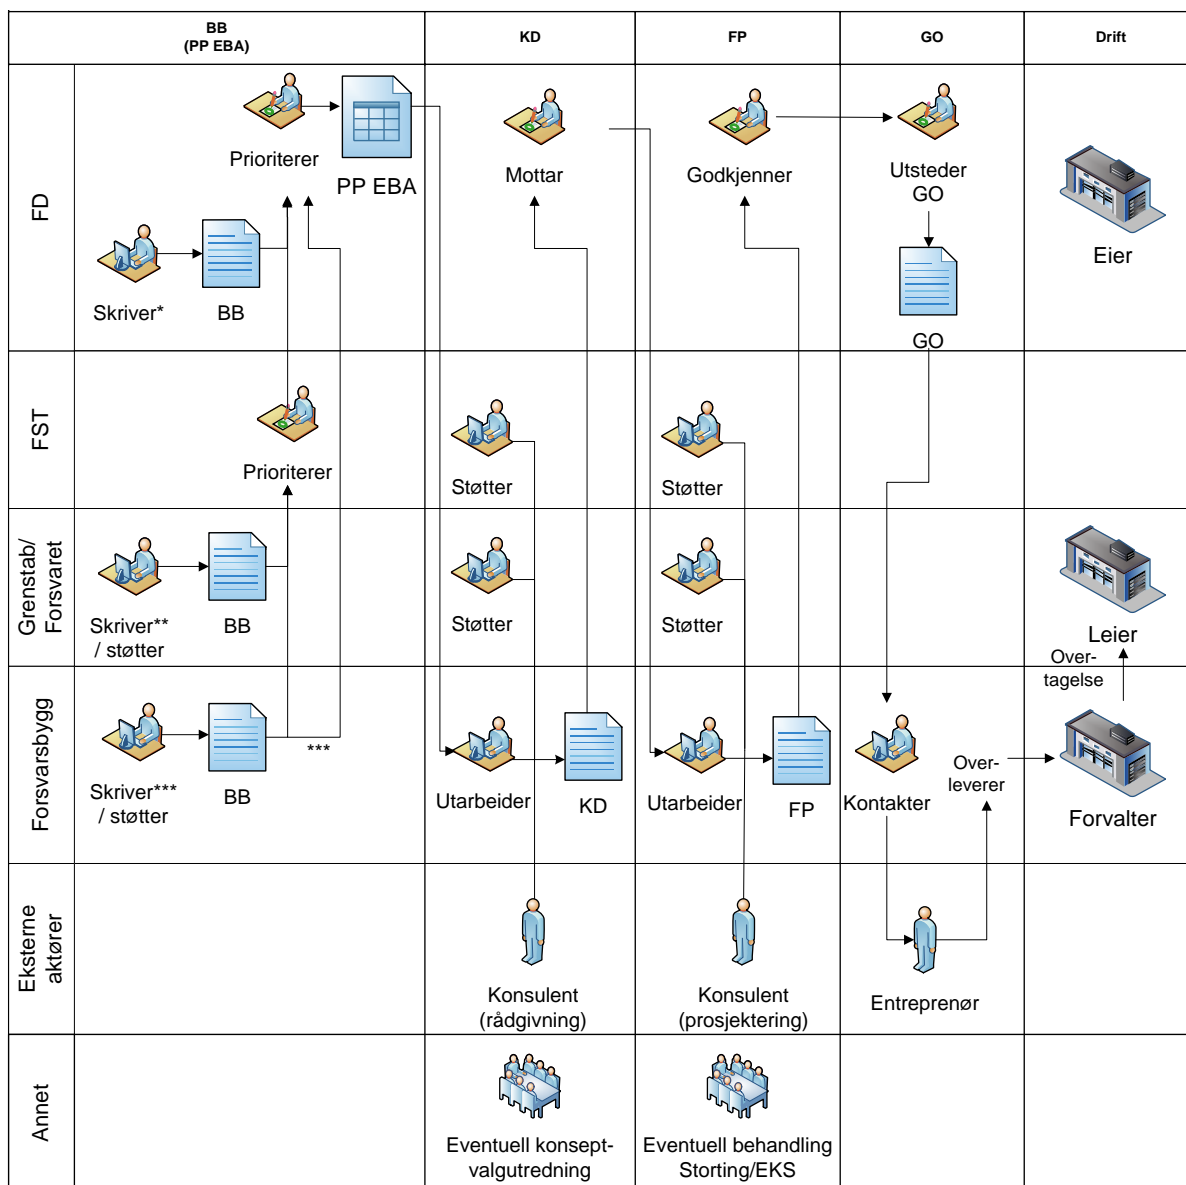 BB
(PP EBA)
KD
FP
GO
Drift
FD
Prioriterer
PP EBA
Mottar
Godkjenner
Utsteder
GO
Eier
Skriver*
BB
GO
FST
Prioriterer
Støtter
Støtter
Grenstab/
Forsvaret
Skriver**
/ støtter
BB
Støtter
Støtter
Leier
Over-
tagelse
Forsvarsbygg
Skriver***
/ støtter
BB
***
Utarbeider
KD
Utarbeider
FP
Kontakter
Over-
leverer
Forvalter
Eksterne
aktører
Konsulent
(rådgivning)
Konsulent
(prosjektering)
Entreprenør
Annet
Eventuell konsept-
valgutredning
Eventuell behandling
Storting/EKS